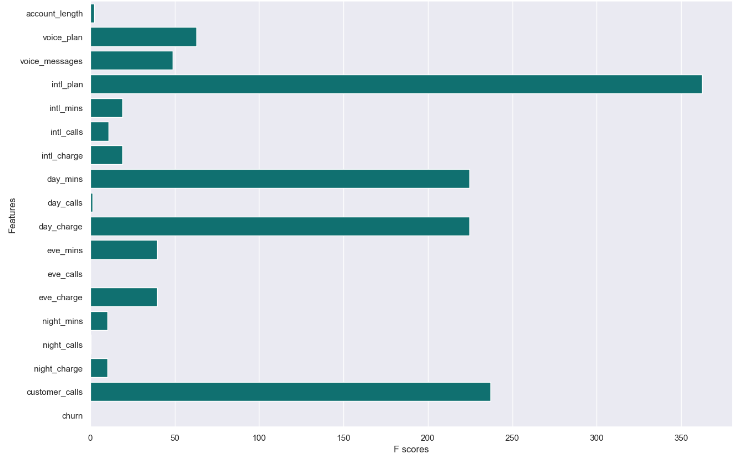 account_length
voice_plan
voice_messages
intl_plan
intl_mins
intl_calls
intl_charge
day_mins
day_calls
day_charge
eve_mins
eve_calls
eve_charge
night_mins
night_calls
night_charge
customer_calls
churn
Features
0 50 100 150 200 250 300 350
F scores